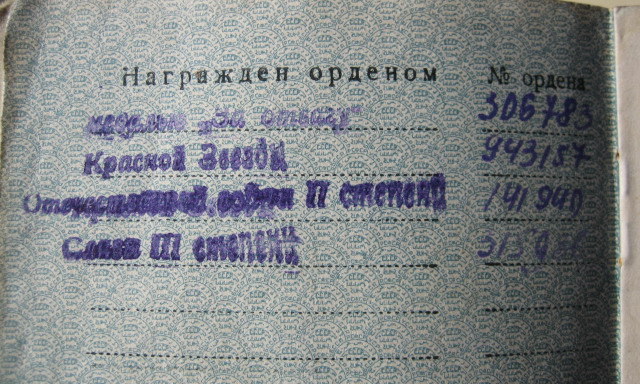 Награжден орденом № ордена
медалью „За отвагу" 306783
Красной Звезды 943157
Отечественной войны II степени 141940
Славы III степени